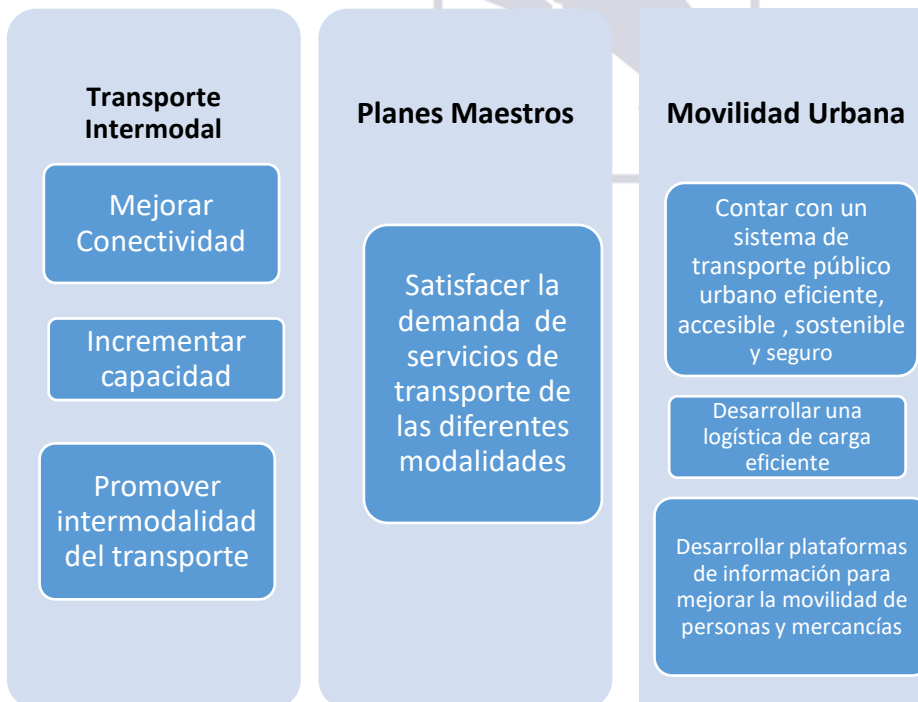 Transporte
Intermodal
Mejorar
Conectividad
Incrementar
capacidad
Promover
intermodalidad
del transporte
Planes Maestros
Satisfacer la
demanda de
servicios de
transporte de
las diferentes
modalidades
Movilidad Urbana
Contar con un
sistema de
transporte público
urbano eficiente,
accesible , sostenible
y seguro
Desarrollar una
logística de carga
eficiente
Desarrollar plataformas
de información para
mejorar la movilidad de
personas y mercancías